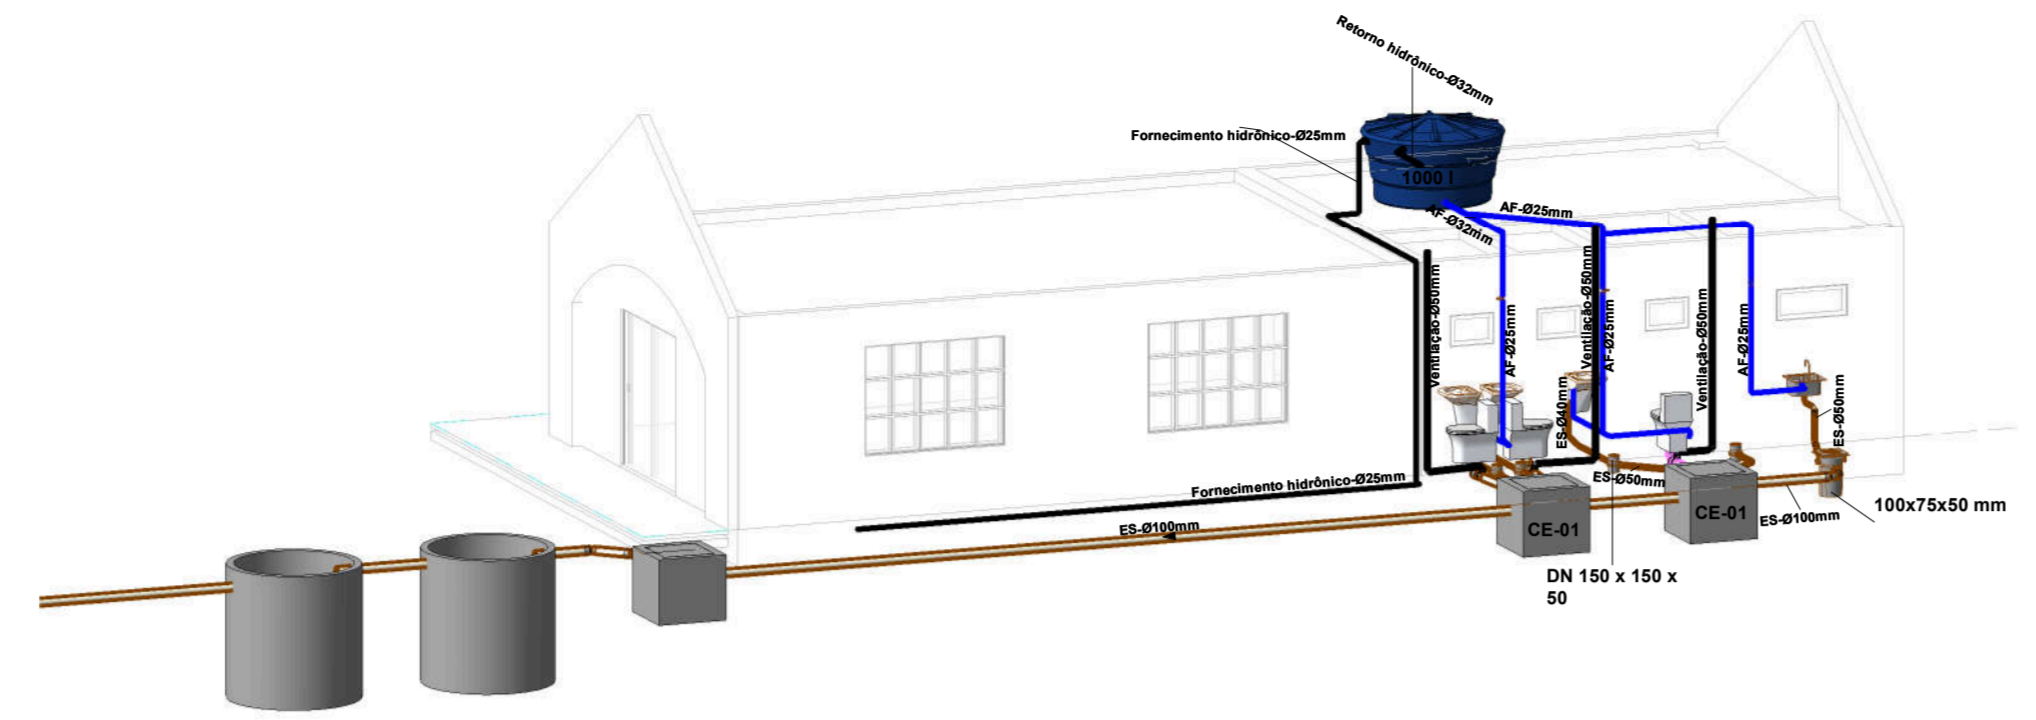 Retorno hidrônico-Ø32mm
Fornecimento hidrônico-Ø25mm
1000 l
AF-Ø32mm
AF-Ø25mm
Ventilação-Ø50mm
AF-Ø25mm
Ventilação-Ø50mm
AF-Ø25mm
Ventilação-Ø50mm
AF-Ø25mm
ES-Ø40mm
ES-Ø50mm
ES-Ø50mm
Fornecimento hidrônico-Ø25mm
ES-Ø100mm
CE-01
CE-01
ES-Ø100mm
100x75x50 mm
DN 150 x 150 x
50